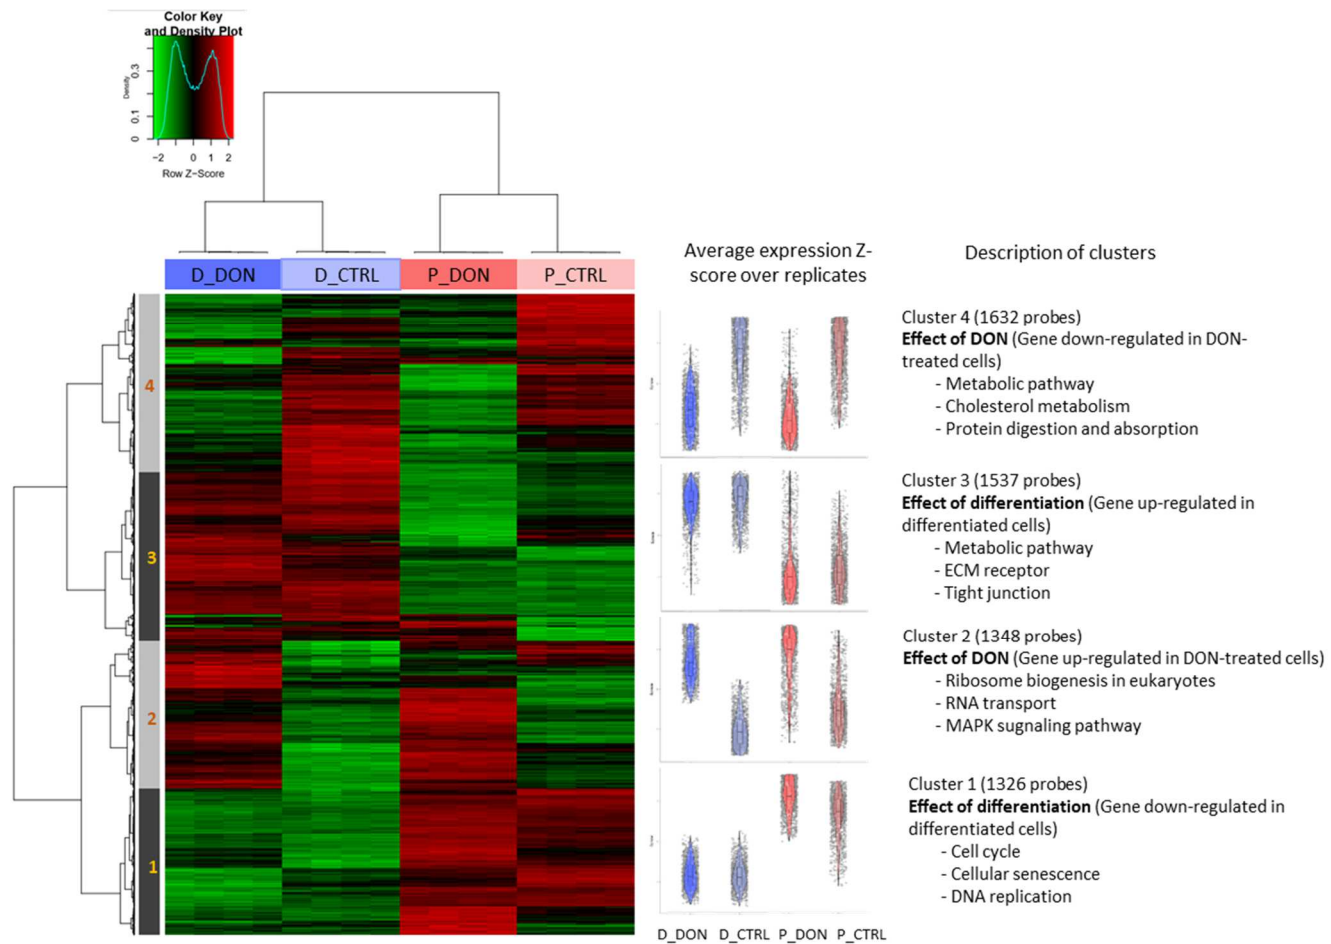 Color Key
and Density Plot
Density
0 0.1 0.3
−2 0 1 2
Row Z−Score
D_DON D_CTRL P_DON P_CTRL
4
3
2
1
Average expression Z-
score over replicates
Description of clusters
Cluster 4 (1632 probes)
Effect of DON (Gene down-regulated in DON-
treated cells)
- Metabolic pathway
- Cholesterol metabolism
- Protein digestion and absorption
Cluster 3 (1537 probes)
Effect of differentiation (Gene up-regulated in
differentiated cells)
- Metabolic pathway
- ECM receptor
- Tight junction
Cluster 2 (1348 probes)
Effect of DON (Gene up-regulated in DON-treated cells)
- Ribosome biogenesis in eukaryotes
- RNA transport
- MAPK sugnaling pathway
Cluster 1 (1326 probes)
Effect of differentiation (Gene down-regulated in
differentiated cells)
- Cell cycle
- Cellular senescence
- DNA replication
D_DON D_CTRL P_DON P_CTRL